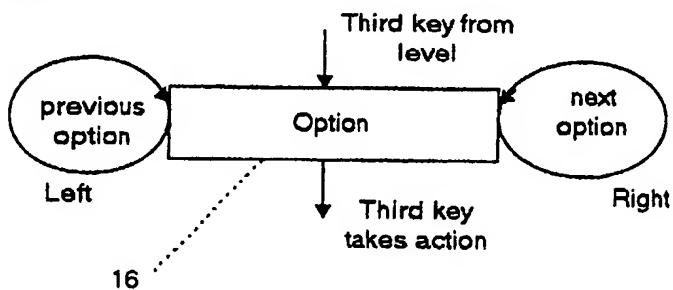 Third key from
level
previous
option
Option
next
option
Left
Right
Third key
takes action
16